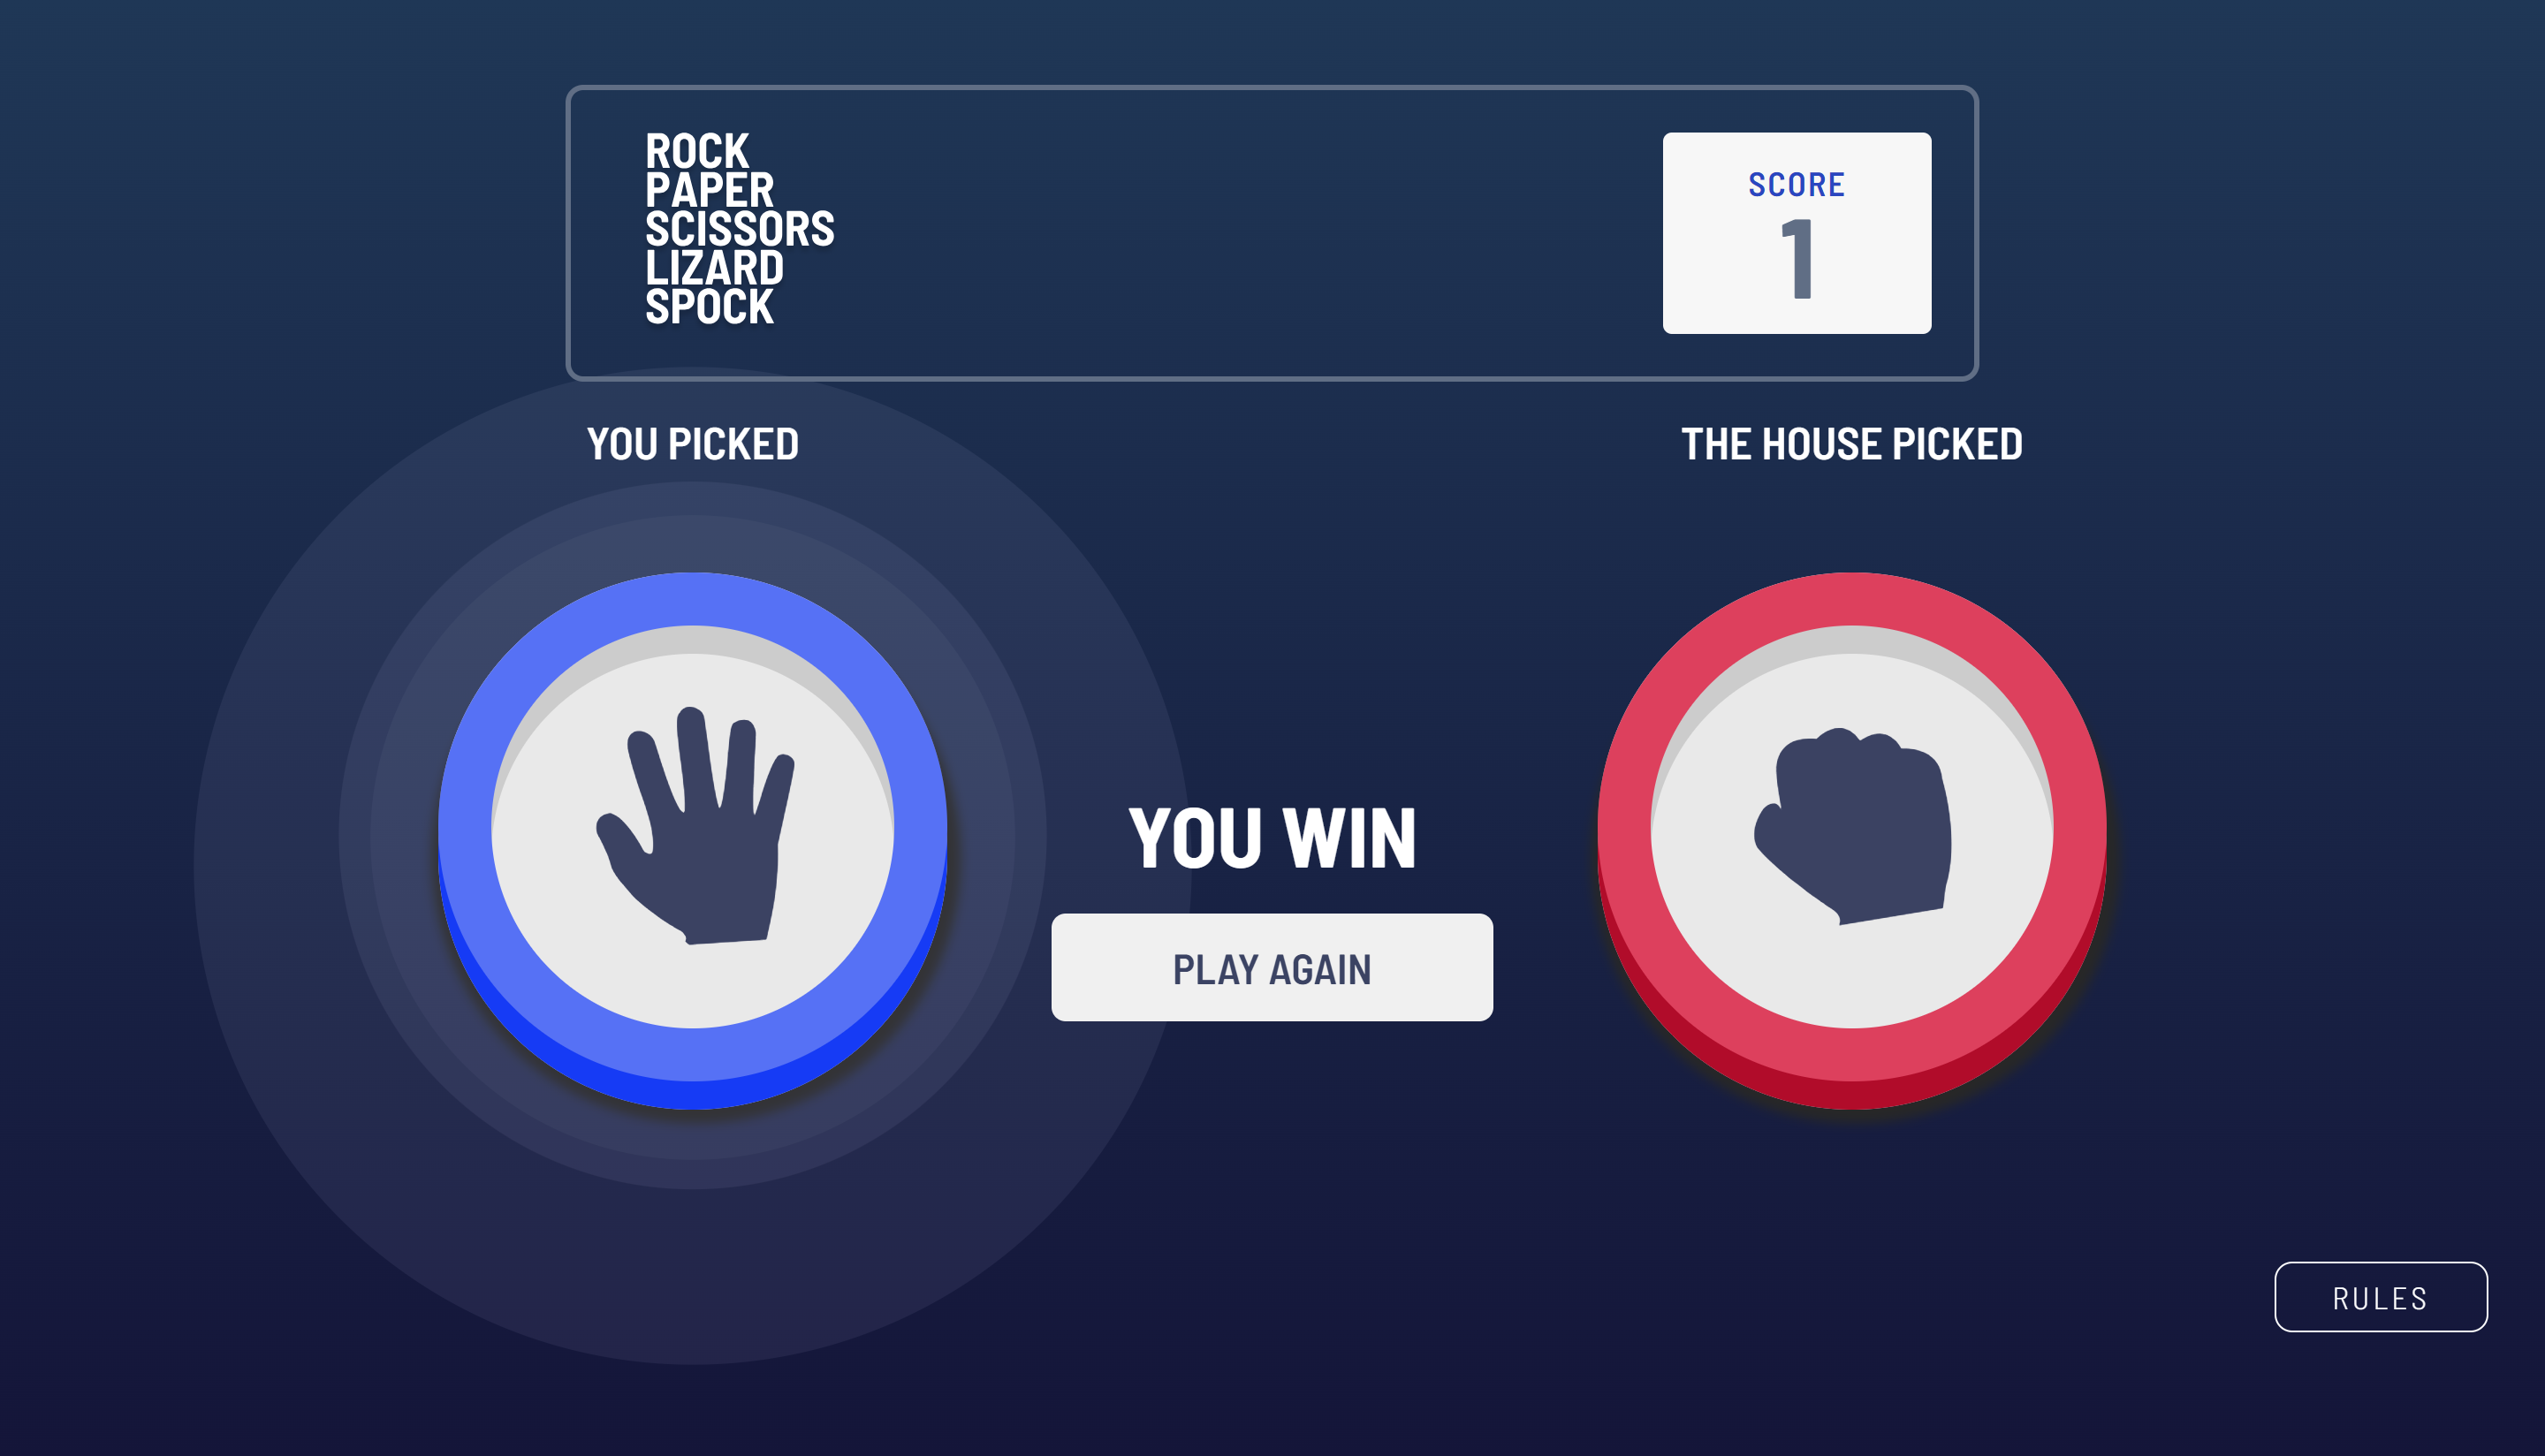 ROCK
PAPER
SCISSORS
LIZARD
SPOCK
SCORE
1
YOU PICKED
THE HOUSE PICKED
YOU WIN
PLAY AGAIN
RULES